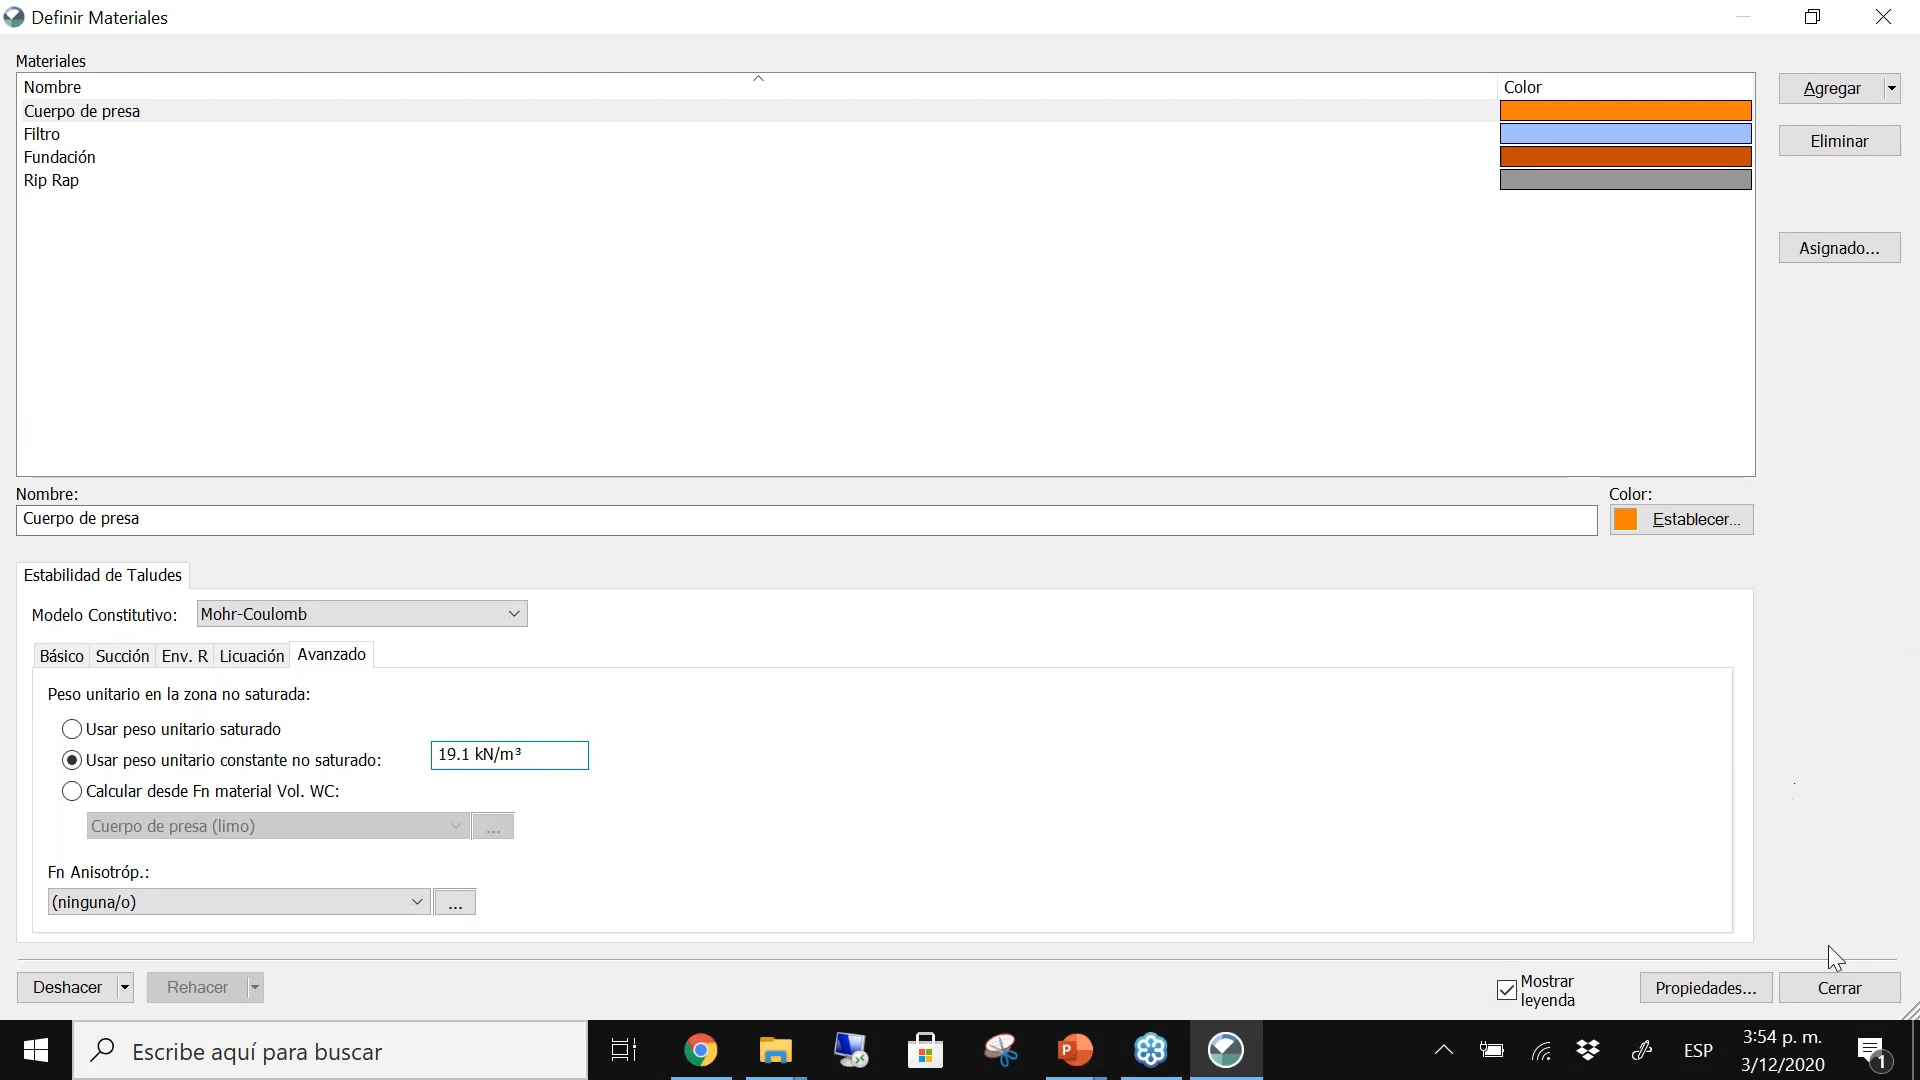 Definir Materiales
Materiales
Nombre
Color
Agregar
Cuerpo de presa
Filtro
Eliminar
Fundación
Rip Rap
Asignado...
Nombre:
Color:
Cuerpo de presa
Establecer...
Estabilidad de Taludes
Modelo Constitutivo:
Mohr-Coulomb
Básico
Succión
Env. R
Licuación
Avanzado
Peso unitario en la zona no saturada:
Usar peso unitario saturado
Usar peso unitario constante no saturado:
19.1 kN/m³
Calcular desde Fn material Vol. WC:
Cuerpo de presa (limo)
...
Fn Anisotróp.:
(ninguna/o)
...
Deshacer
Rehacer
Mostrar
leyenda
Propiedades...
Cerrar
Escribe aquí para buscar
ESP
3:54 p. m.
3/12/2020
1